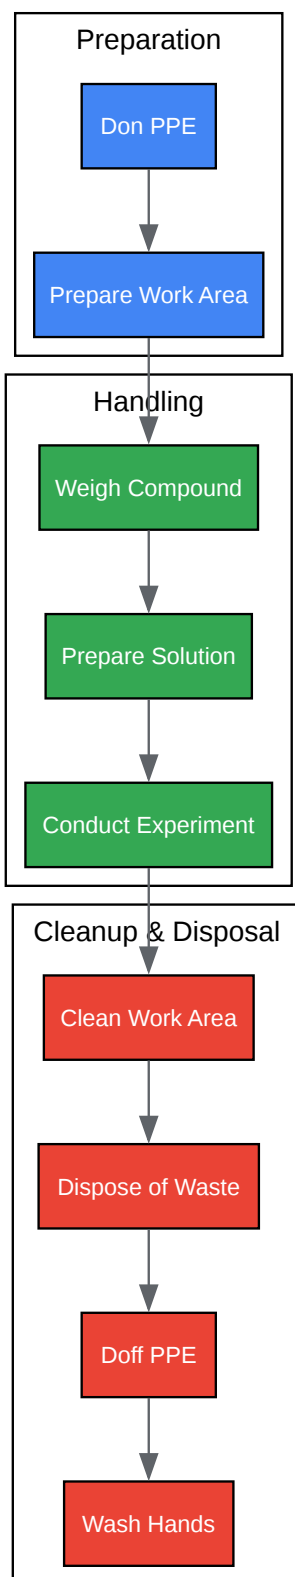 Preparation
Don PPE
Prepare Work Area
Handling
Weigh Compound
Prepare Solution
Conduct Experiment
Cleanup & Disposal
Clean Work Area
Dispose of Waste
Doff PPE
Wash Hands